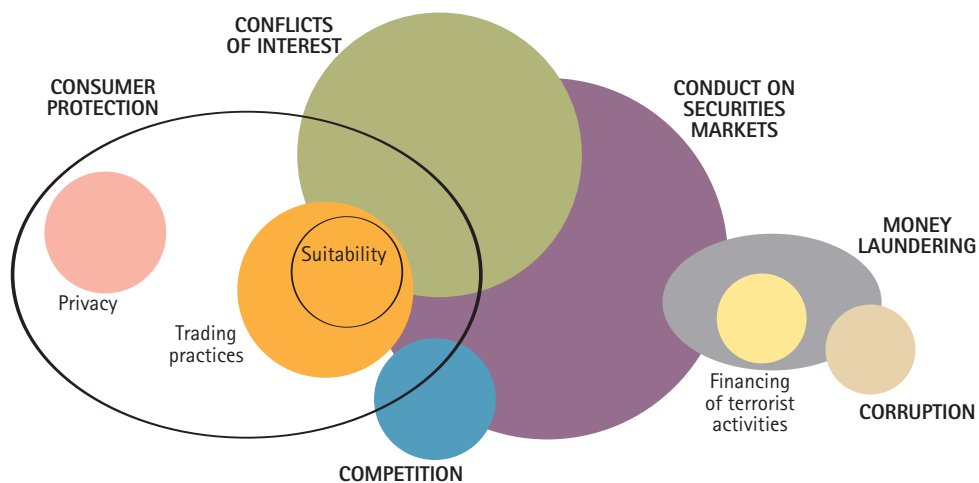 CONFLICTS
OF INTEREST
CONSUMER
PROTECTION
CONDUCT ON
SECURITIES
MARKETS
MONEY
LAUNDERING
Suitability
Privacy
Trading
practices
Financing
of terrorist
activities
CORRUPTION
COMPETITION